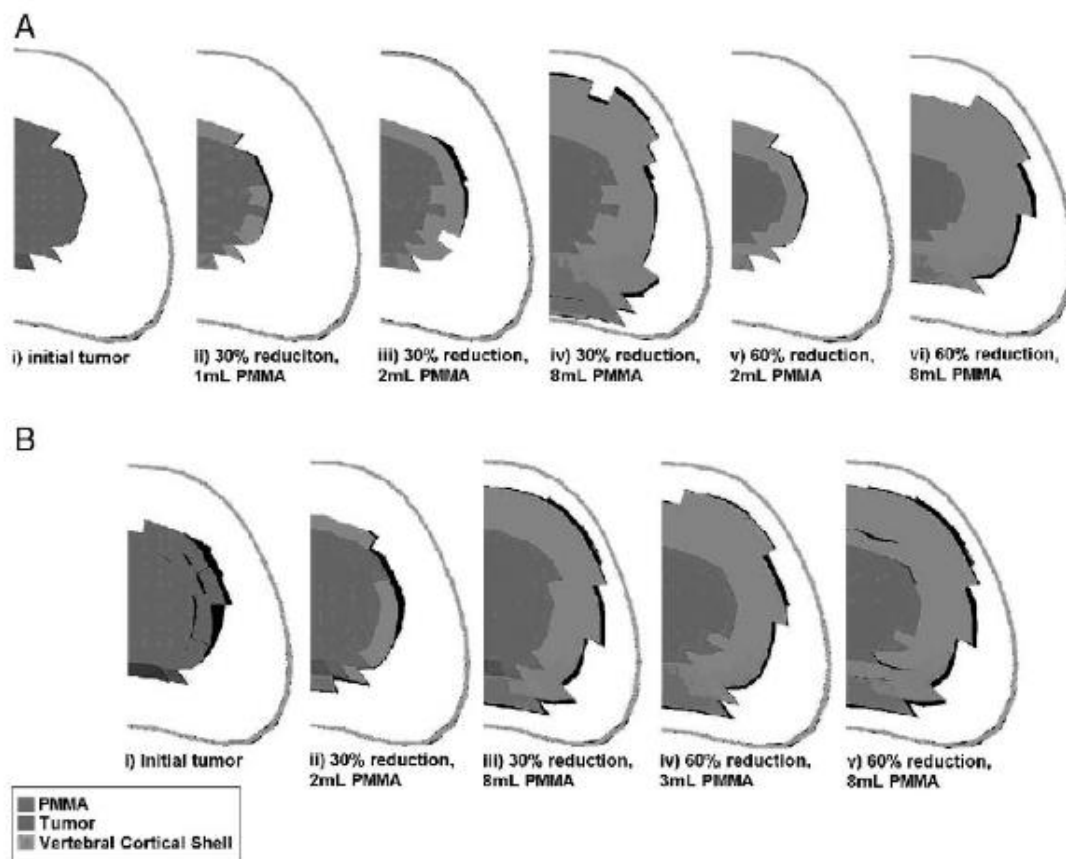 A
i) initial tumor
ii) 30% reduciton,
1mL PMMA
iii) 30% reduction,
2mL PMMA
iv) 30% reduction,
8mL PMMA
v) 60% reduction,
2mL PMMA
vi) 60% reduction,
8mL PMMA
B
i) Initial tumor
ii) 30% reduction,
2mL PMMA
iii) 30% reduction,
8mL PMMA
iv) 60% reduction,
3mL PMMA
v) 60% reduction,
8mL PMMA
PMMA
Tumor
Vertebral Cortical Shell